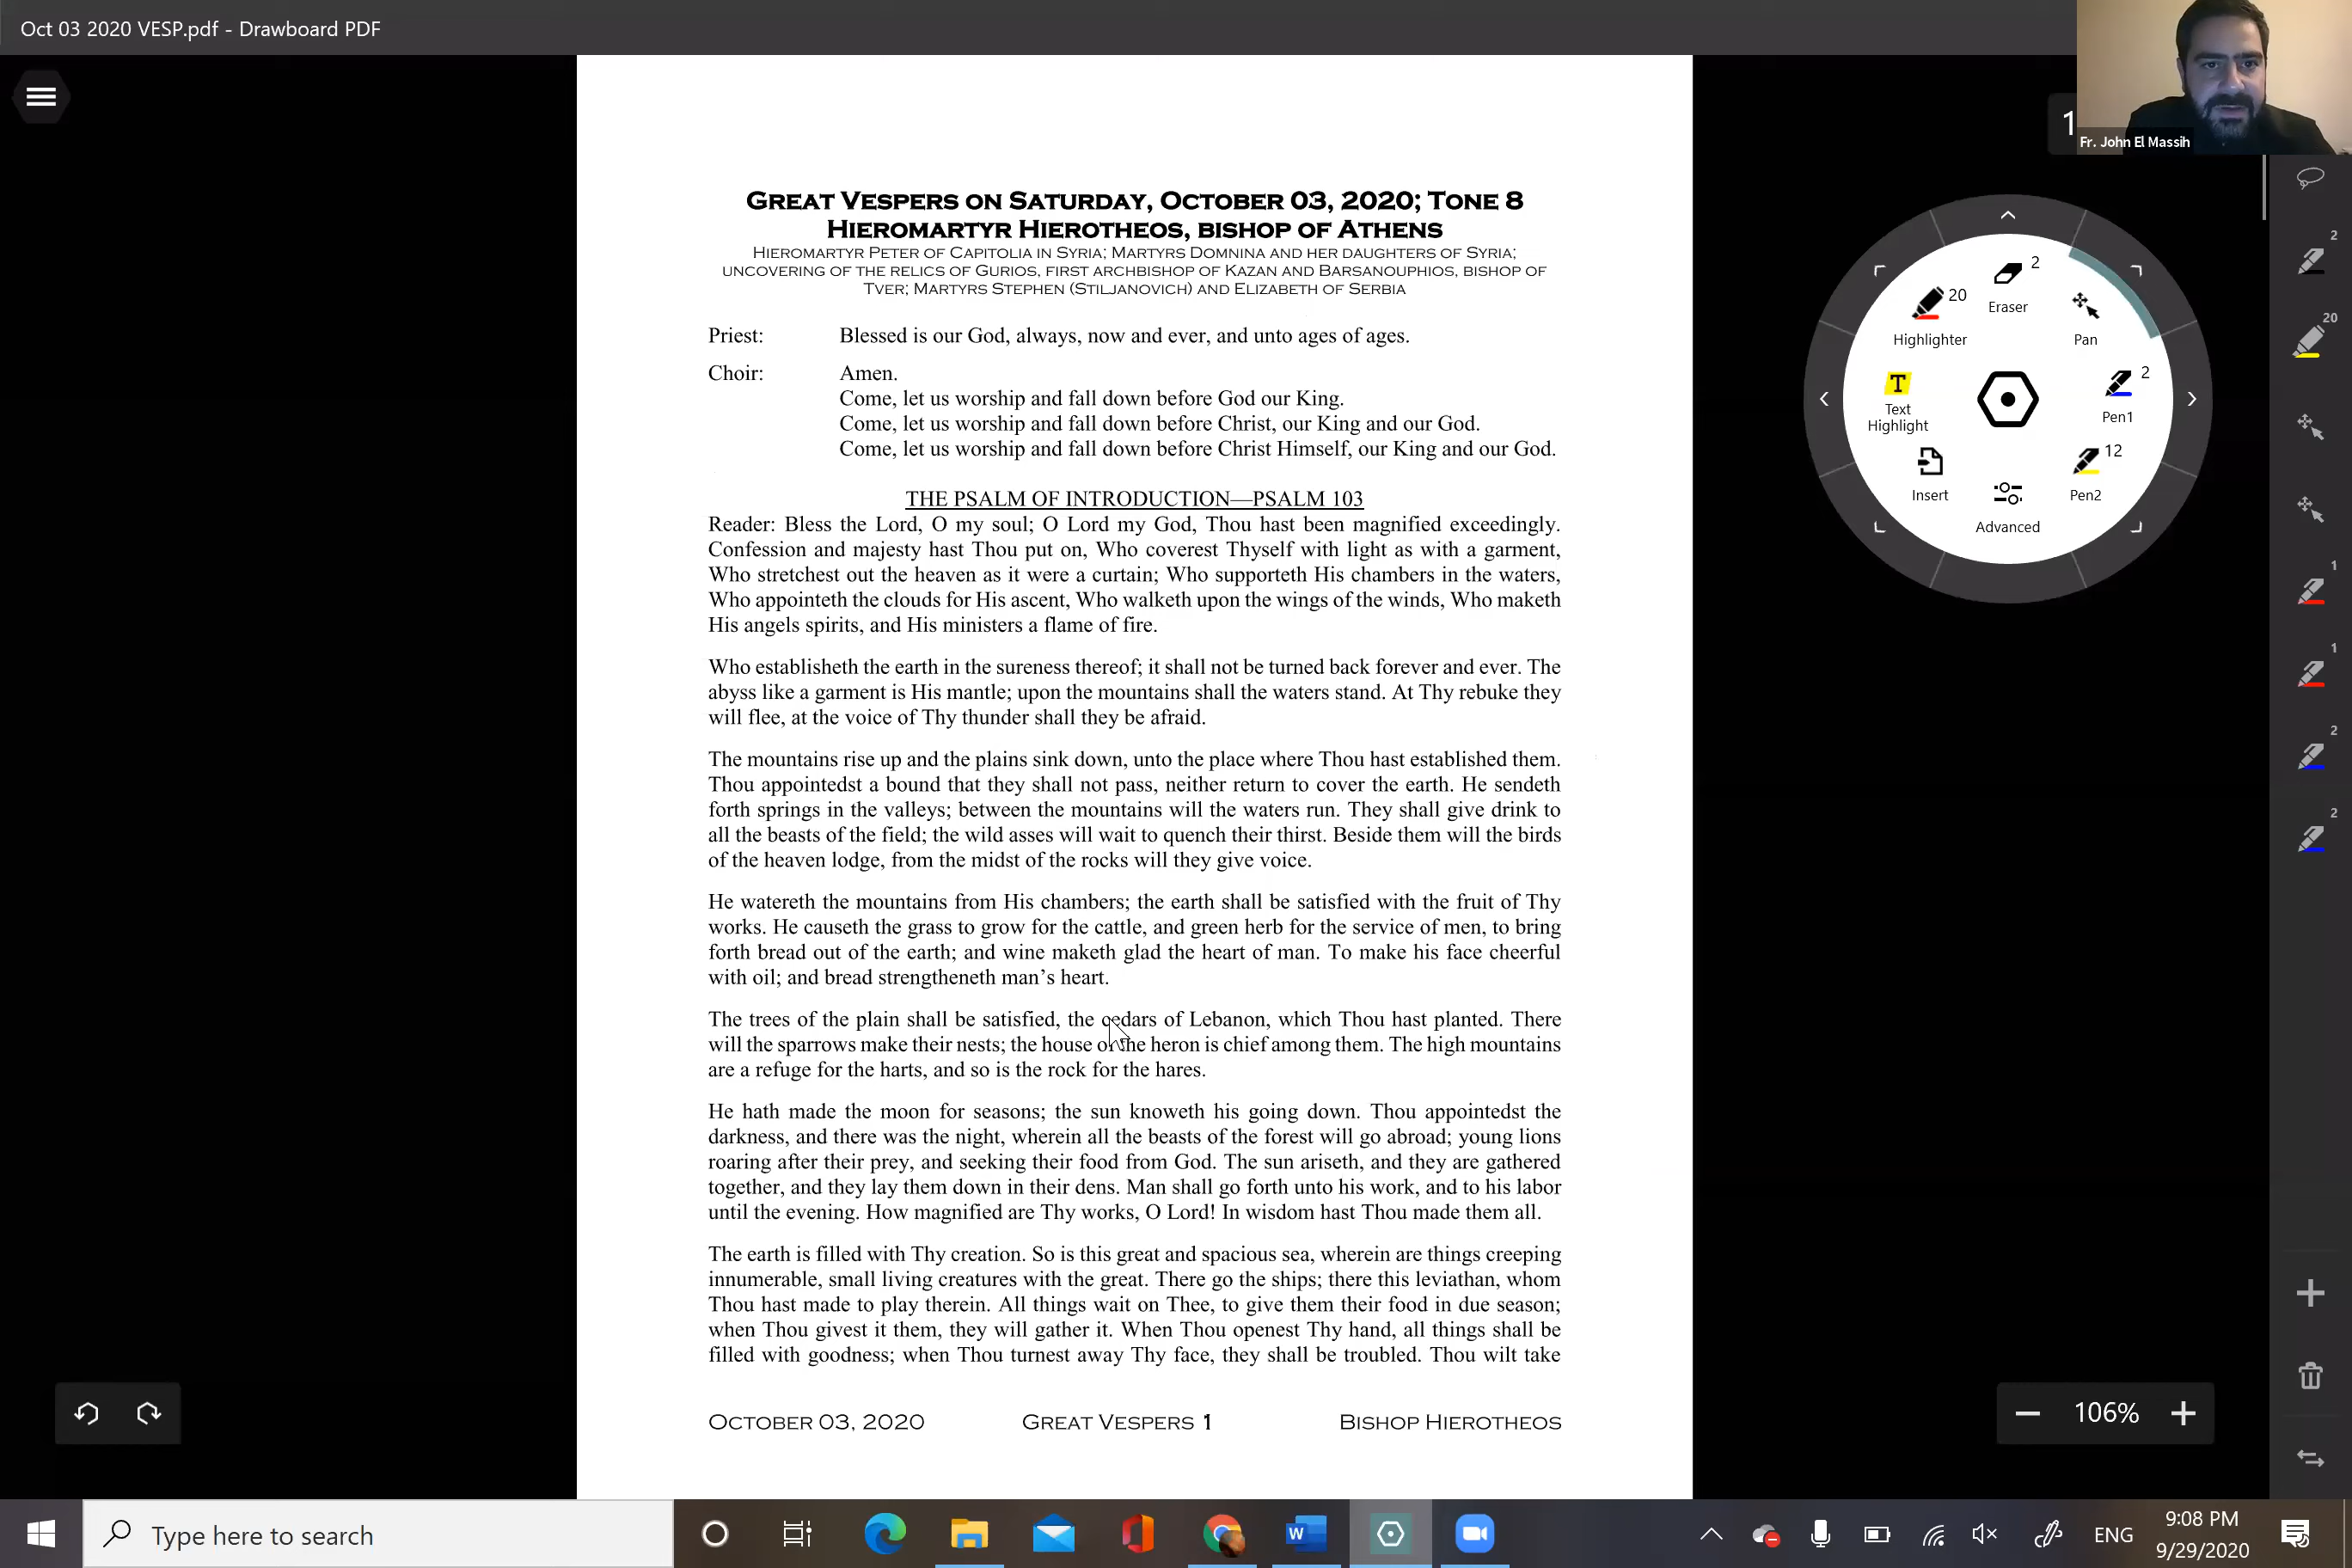 Oct 03 2020 VESP.pdf - Drawboard PDF
1
Fr. John El Massih
GREAT VESPERS ON SATURDAY, OCTOBER 03, 2020; TONE 8
HIEROMARTYR HIEROTHEOS, BISHOP OF ATHENS
HIEROMARTYR PETER OF CAPITOLIA IN SYRIA; MARTYRS DOMNINA AND HER DAUGHTERS OF SYRIA;
UNCOVERING OF THE RELICS OF GURIOS, FIRST ARCHBISHOP OF KAZAN AND BARSANOUPHIOS, BISHOP OF
TVER; MARTYRS STEPHEN (STILJANOVICH) AND ELIZABETH OF SERBIA
Priest: Blessed is our God, always, now and ever, and unto ages of ages.
Choir: Amen.
Come, let us worship and fall down before God our King.
Come, let us worship and fall down before Christ, our King and our God.
Come, let us worship and fall down before Christ Himself, our King and our God.
THE PSALM OF INTRODUCTION—PSALM 103
Reader: Bless the Lord, O my soul; O Lord my God, Thou hast been magnified exceedingly.
Confession and majesty hast Thou put on, Who coverest Thyself with light as with a garment,
Who stretchest out the heaven as it were a curtain; Who supporteth His chambers in the waters,
Who appointeth the clouds for His ascent, Who walketh upon the wings of the winds, Who maketh
His angels spirits, and His ministers a flame of fire.
Who establisheth the earth in the sureness thereof; it shall not be turned back forever and ever. The
abyss like a garment is His mantle; upon the mountains shall the waters stand. At Thy rebuke they
will flee, at the voice of Thy thunder shall they be afraid.
The mountains rise up and the plains sink down, unto the place where Thou hast established them.
Thou appointedst a bound that they shall not pass, neither return to cover the earth. He sendeth
forth springs in the valleys; between the mountains will the waters run. They shall give drink to
all the beasts of the field; the wild asses will wait to quench their thirst. Beside them will the birds
of the heaven lodge, from the midst of the rocks will they give voice.
He watereth the mountains from His chambers; the earth shall be satisfied with the fruit of Thy
works. He causeth the grass to grow for the cattle, and green herb for the service of men, to bring
forth bread out of the earth; and wine maketh glad the heart of man. To make his face cheerful
with oil; and bread strengtheneth man's heart.
The trees of the plain shall be satisfied, the cedars of Lebanon, which Thou hast planted. There
will the sparrows make their nests; the house of the heron is chief among them. The high mountains
are a refuge for the harts, and so is the rock for the hares.
He hath made the moon for seasons; the sun knoweth his going down. Thou appointedst the
darkness, and there was the night, wherein all the beasts of the forest will go abroad; young lions
roaring after their prey, and seeking their food from God. The sun ariseth, and they are gathered
together, and they lay them down in their dens. Man shall go forth unto his work, and to his labor
until the evening. How magnified are Thy works, O Lord! In wisdom hast Thou made them all.
The earth is filled with Thy creation. So is this great and spacious sea, wherein are things creeping
innumerable, small living creatures with the great. There go the ships; there this leviathan, whom
Thou hast made to play therein. All things wait on Thee, to give them their food in due season;
when Thou givest it them, they will gather it. When Thou openest Thy hand, all things shall be
filled with goodness; when Thou turnest away Thy face, they shall be troubled. Thou wilt take
OCTOBER 03, 2020 GREAT VESPERS 1 BISHOP HIEROTHEOS
2
Eraser
20
Highlighter
Pan
T
Text
Highlight
2
Pen1
Insert
12
Pen2
Advanced
2
20
1
1
2
2
106%
Type here to search
W
ENG
9:08 PM
9/29/2020